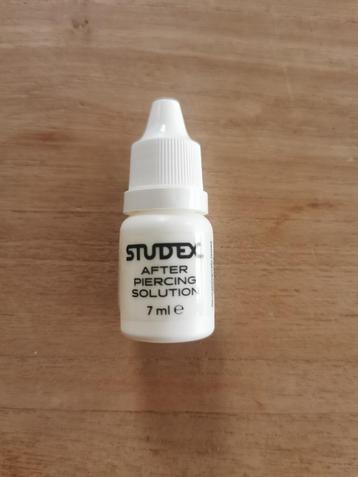 STUDEX
AFTER
PIERCING
SOLUTION
7 ml ℮